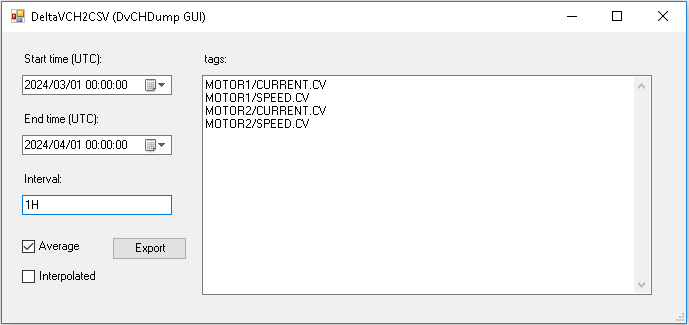 DeltaVCH2CSV (DvCHDump GUI)
Start time (UTC):
2024/03/01 00:00:00
End time (UTC):
2024/04/01 00:00:00
Interval:
1H
Average
Export
Interpolated
tags:
MOTOR1/CURRENT.CV
MOTOR1/SPEED.CV
MOTOR2/CURRENT.CV
MOTOR2/SPEED.CV